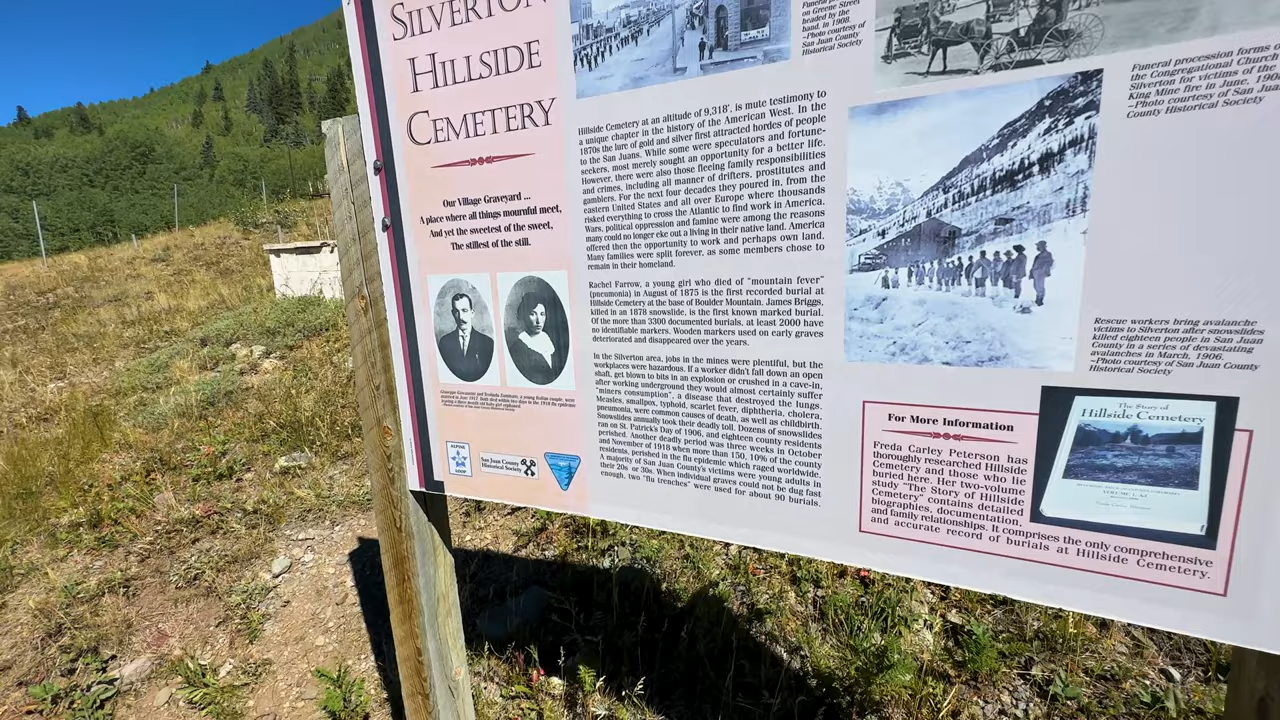 SILVERTON
HILLSIDE
CEMETERY
Our Village Graveyard ...
A place where all things mournful meet,
And yet the sweetest of the sweet,
The stillest of the still.
ALPINE
LOOP
San Juan County
Historical Society
Funeral
on Greene Street
headed by the
band, in 1908.
~Photo courtesy of
San Juan County
Historical Society
Hillside Cemetery at an altitude of 9,318', is mute testimony to
a unique chapter in the history of the American West. In the
1870s the lure of gold and silver first attracted hordes of people
to the San Juans. While some were speculators and fortune-
seekers, most merely sought an opportunity for a better life.
However, there were also those fleeing family responsibilities
and crimes, including all manner of drifters, prostitutes and
gamblers. For the next four decades they poured in, from the
eastern United States and all over Europe where thousands
risked everything to cross the Atlantic to find work in America.
Wars, political oppression and famine were among the reasons
many could no longer eke out a living in their native land. America
offered then the opportunity to work and perhaps own land.
Many families were split forever, as some members chose to
remain in their homeland.
Rachel Farrow, a young girl who died of "mountain fever"
(pneumonia) in August of 1875 is the first recorded burial at
Hillside Cemetery at the base of Boulder Mountain. James Briggs,
killed in an 1878 snowslide, is the first known marked burial.
Of the more than 3300 documented burials, at least 2000 have
no identifiable markers. Wooden markers used on early graves
deteriorated and disappeared over the years.
In the Silverton area, jobs in the mines were plentiful, but the
workplaces were hazardous. If a worker didn't fall down an open
shaft, get blown to bits in an explosion or crushed in a cave-in,
after working underground they would almost certainly suffer
"miners consumption", a disease that destroyed the lungs.
Measles, smallpox, typhoid, scarlet fever, diphtheria, cholera,
pneumonia, were common causes of death, as well as childbirth.
Snowslides annually took their deadly toll. Dozens of snowslides
ran on St. Patrick's Day of 1906, and eighteen county residents
perished. Another deadly period was three weeks in October
and November of 1918 when more than 150, 10% of the county
residents, perished in the flu epidemic which raged worldwide.
A majority of San Juan County's victims were young adults in
their 20s or 30s. When individual graves could not be dug fast
enough, two "flu trenches" were used for about 90 burials.
Funeral procession forms
the Congregational Church
Silverton for victims of the
King Mine fire in June,
~Photo courtesy of San Juan
County Historical Society
Rescue workers bring avalanche
victims to Silverton after snowslides
killed eighteen people in San Juan
County in a series of devastating
avalanches in March, 1906.
~Photo courtesy of San Juan County
Historical Society
For More Information
Freda Carley Peterson has
thoroughly researched Hillside
Cemetery and those who lie
buried here. Her two-volume
study "The Story of Hillside
Cemetery" contains detailed
biographies, documentation,
and family relationships. It comprises the only comprehensive
and accurate record of burials at Hillside Cemetery.
The Story of
Hillside Cemetery